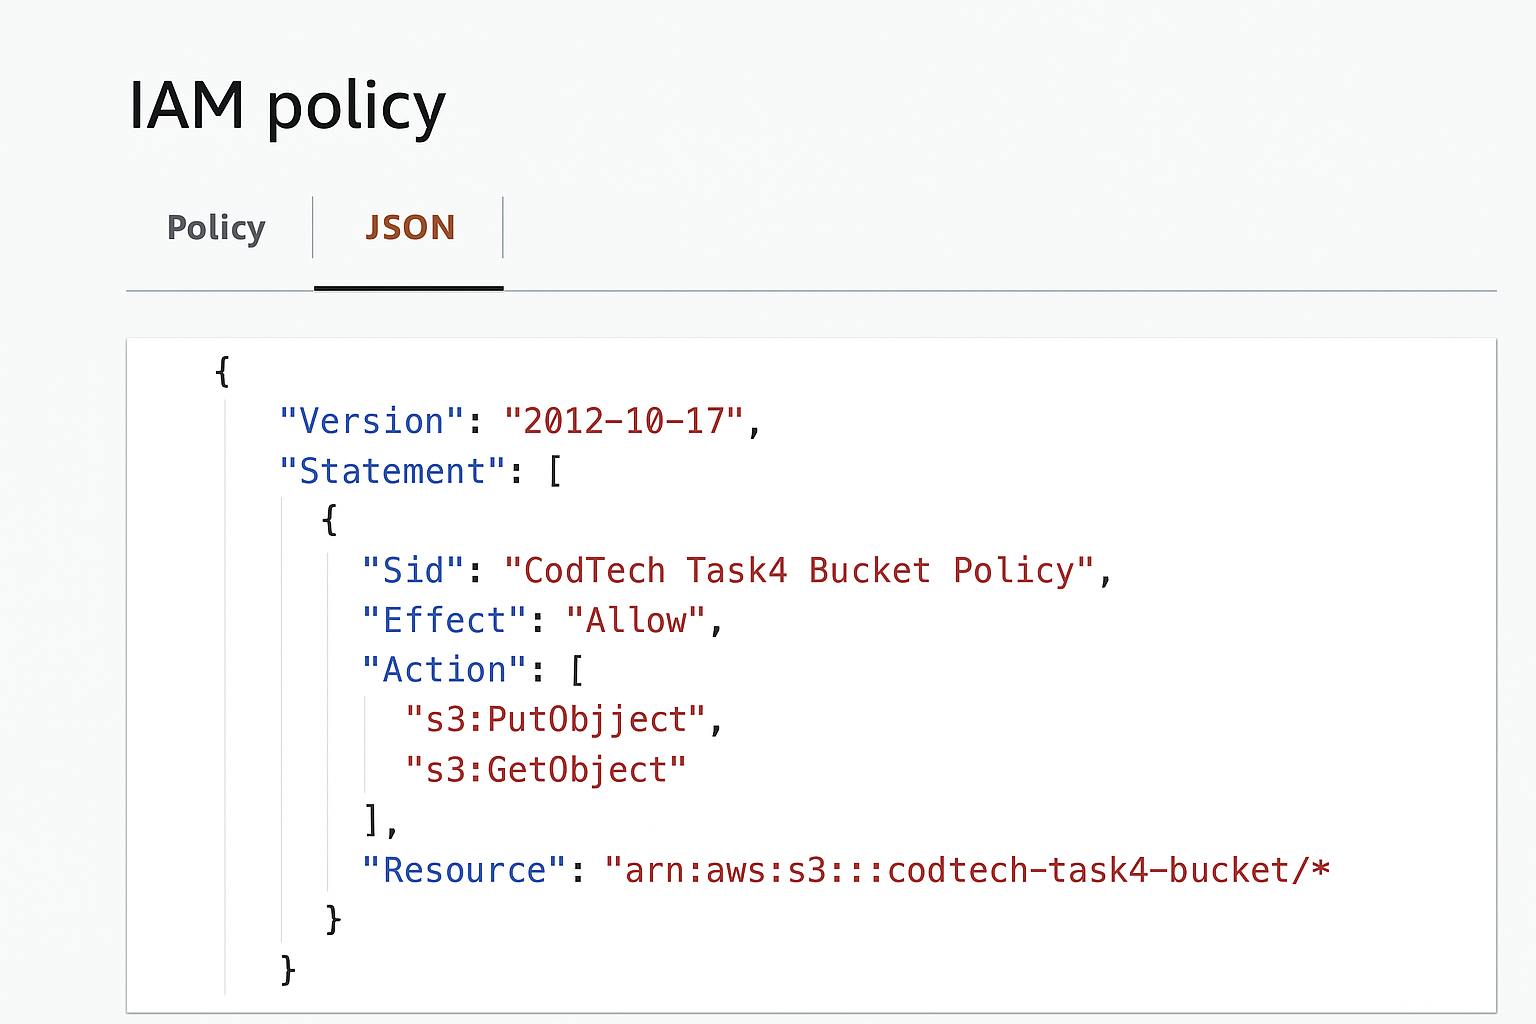 IAM policy
Policy
JSON
{
"Version": "2012-10-17",
"Statement": [
{
"Sid": "CodTech Task4 Bucket Policy",
"Effect": "Allow",
"Action": [
"s3:PutObjject",
"s3:GetObject"
],
"Resource": "arn:aws:s3:::codtech-task4-bucket/*
}
}